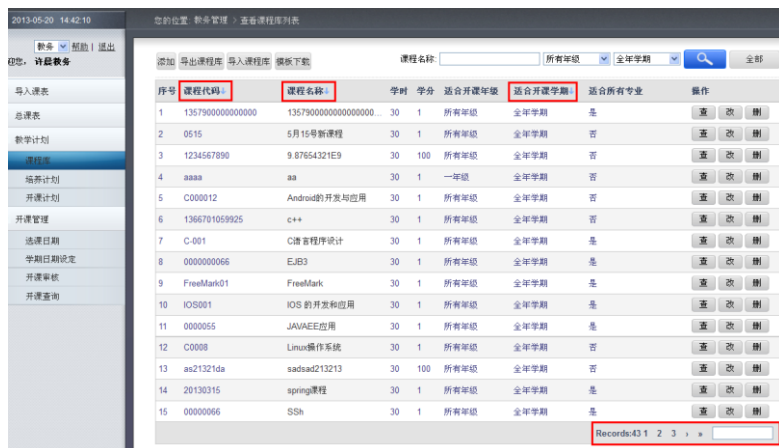 2013-05-20 14:42:10
您的位置: 教务管理 > 查看课程库列表
教务 帮助 | 退出
迎您， 许晨教务
添加 导出课程库 导入课程库 模板下载 课程名称: 所有年级 全年学期 全部
导入课表
总课表
教学计划
课程库
培养计划
开课计划
开课管理
选课日期
学期日期设定
开课审核
开课查询
序号 课程代码↓ 课程名称↓ 学时 学分 适合开课年级 适合开课学期↓ 适合所有专业 操作
1 1357900000000000 1357900000000000000... 30 1 所有年级 全年学期 是 查 改 删
2 0515 5月15号新课程 30 1 所有年级 全年学期 否 查 改 删
3 1234567890 9.87654321E9 30 100 所有年级 全年学期 否 查 改 删
4 aaaa aa 30 1 一年级 全年学期 否 查 改 删
5 C000012 Android的开发与应用 30 1 所有年级 全年学期 否 查 改 删
6 1366701059925 c++ 30 1 所有年级 全年学期 否 查 改 删
7 C-001 C语言程序设计 30 1 所有年级 全年学期 是 查 改 删
8 0000000066 EJB3 30 1 所有年级 全年学期 是 查 改 删
9 FreeMark01 FreeMark 30 1 所有年级 全年学期 是 查 改 删
10 IOS001 IOS 的开发和应用 30 1 所有年级 全年学期 是 查 改 删
11 0000055 JAVAEE应用 30 1 所有年级 全年学期 是 查 改 删
12 C0008 Linux操作系统 30 1 所有年级 全年学期 否 查 改 删
13 as21321da sadsad213213 30 100 所有年级 全年学期 否 查 改 删
14 20130315 spring课程 30 1 所有年级 全年学期 是 查 改 删
15 00000066 SSh 30 1 所有年级 全年学期 是 查 改 删
Records:43 1 2 3 › »